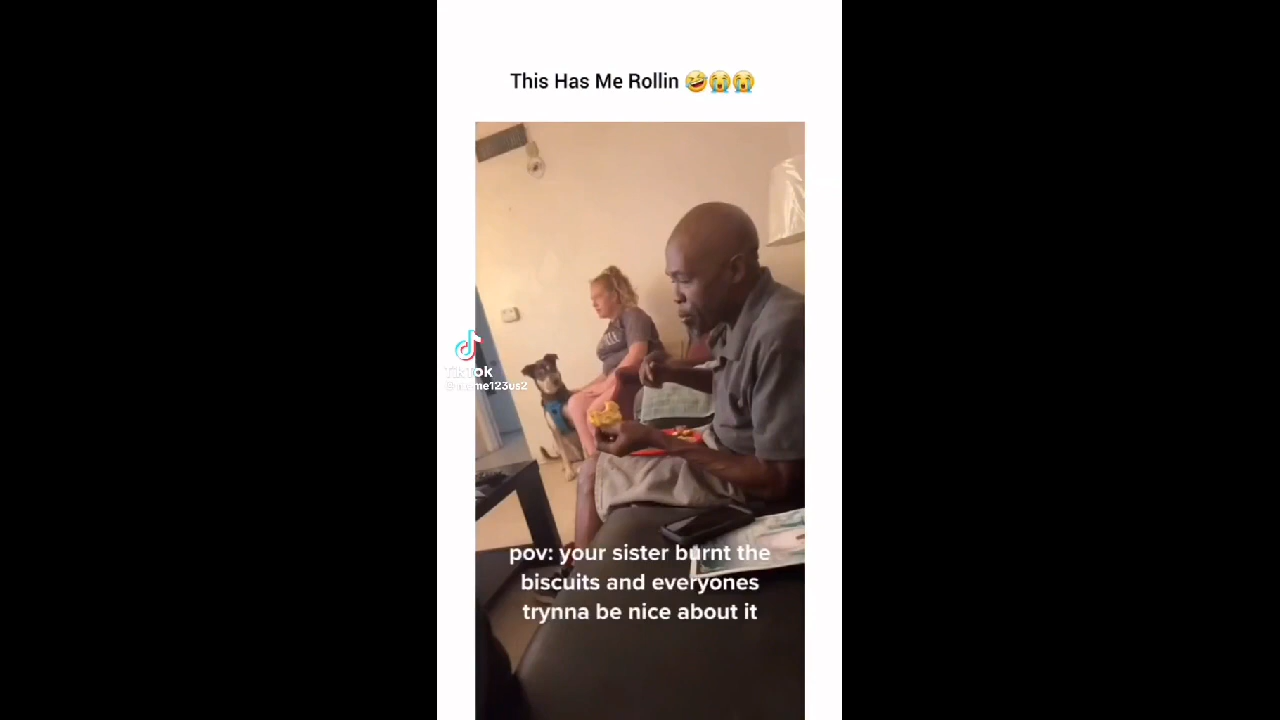 This Has Me Rollin 🤣😭😭
TikTok
pov: your sister burnt the
biscuits and everyones
trynna be nice about it